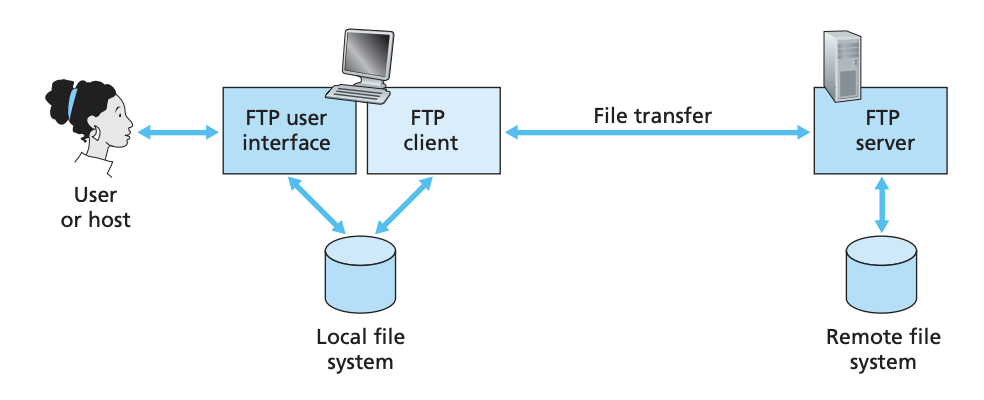 FTP user
interface
FTP
client
File transfer
FTP
server
User
or host
Local file
system
Remote file
system